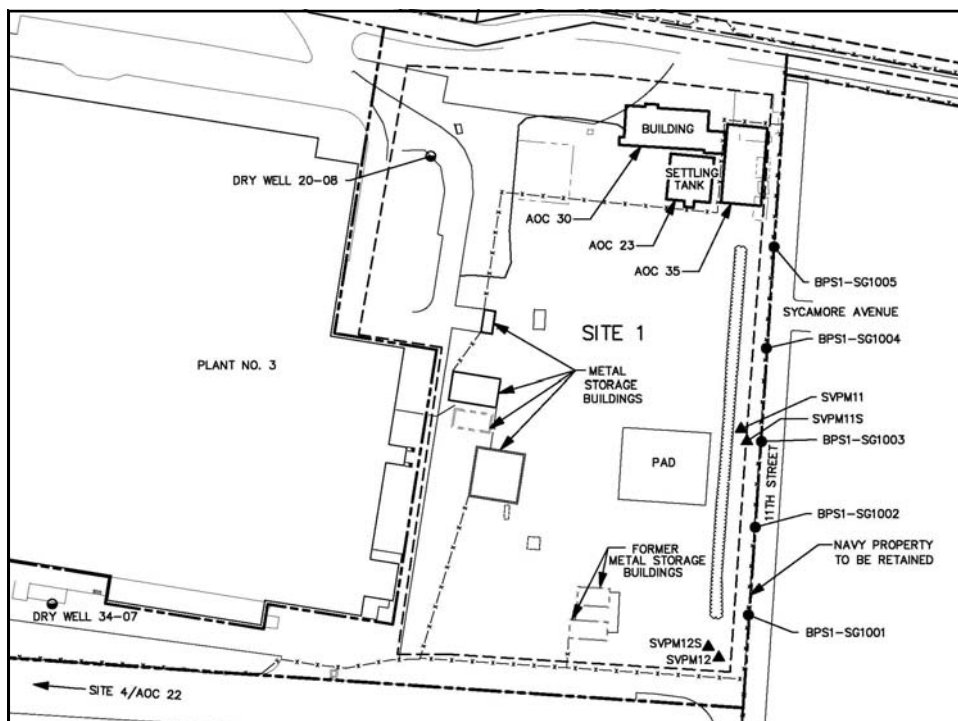 BUILDING
DRY WELL 20-08
SETTLING
TANK
AOC 30
AOC 23
AOC 35
BPS1-SG1005
SYCAMORE AVENUE
SITE 1
BPS1-SG1004
PLANT NO. 3
METAL
STORAGE
BUILDINGS
SVPM11
SVPM11S
BPS1-SG1003
PAD
11TH STREET
BPS1-SG1002
NAVY PROPERTY
TO BE RETAINED
FORMER
METAL STORAGE
BUILDINGS
DRY WELL 34-07
BPS1-SG1001
SVPM12S
SVPM12
SITE 4/AOC 22